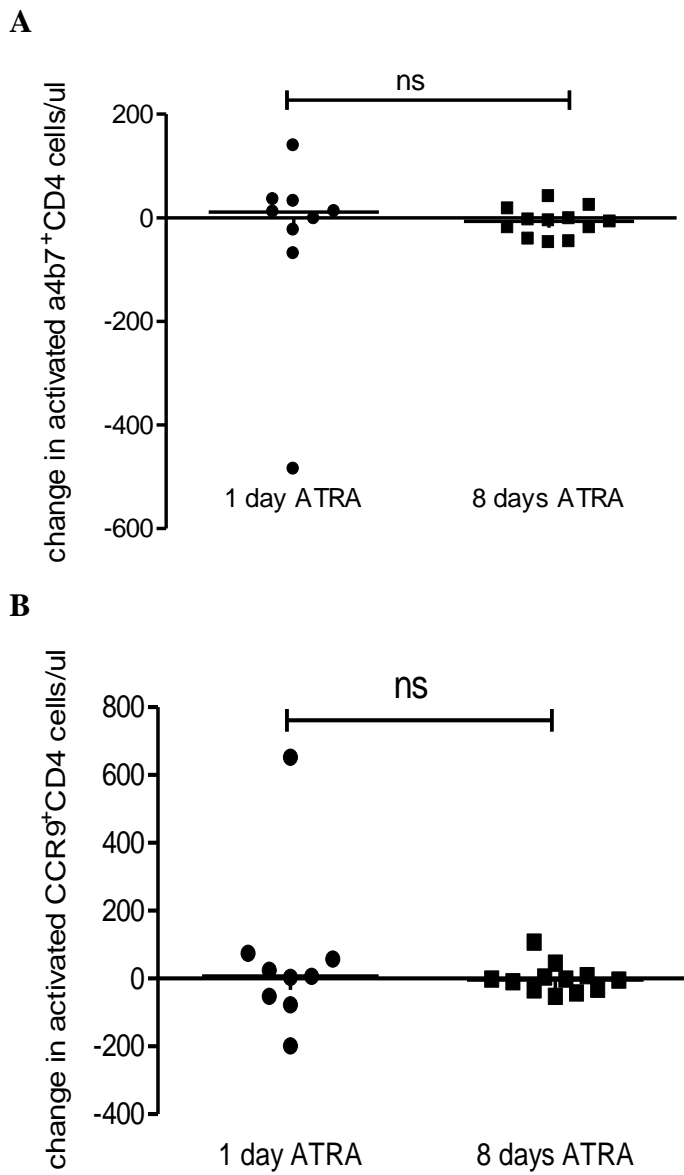 A
ns
change in activated a4b7⁺CD4 cells/ul
200
0
-200
-400
-600
1 day ATRA
8 days ATRA
B
ns
change in activated CCR9⁺CD4 cells/ul
800
600
400
200
0
-200
-400
1 day ATRA
8 days ATRA